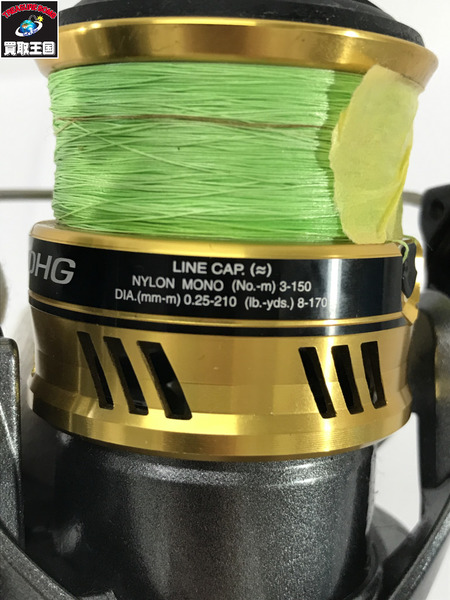 買取王国
0HG
LINE CAP. (≈)
NYLON MONO (No.-m) 3-150
DIA.(mm-m) 0.25-210 (lb.-yds.) 8-170